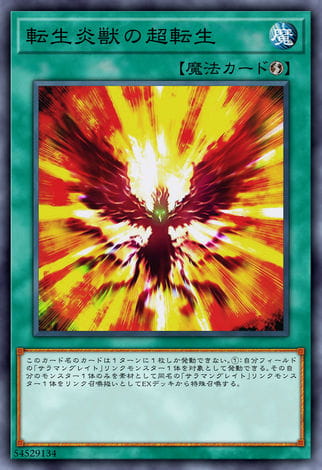 転生炎獣の超転生
魔
【魔法カード】
このカード名のカードは1ターンに1枚しか発動できない。①:自分フィールド
の「サラマングレイト」リンクモンスター1体を対象として発動できる。その自
分のモンスター1体のみを素材として同名の「サラマングレイト」リンクモンス
ター1体をリンク召喚扱いとしてEXデッキから特殊召喚する。
54529134